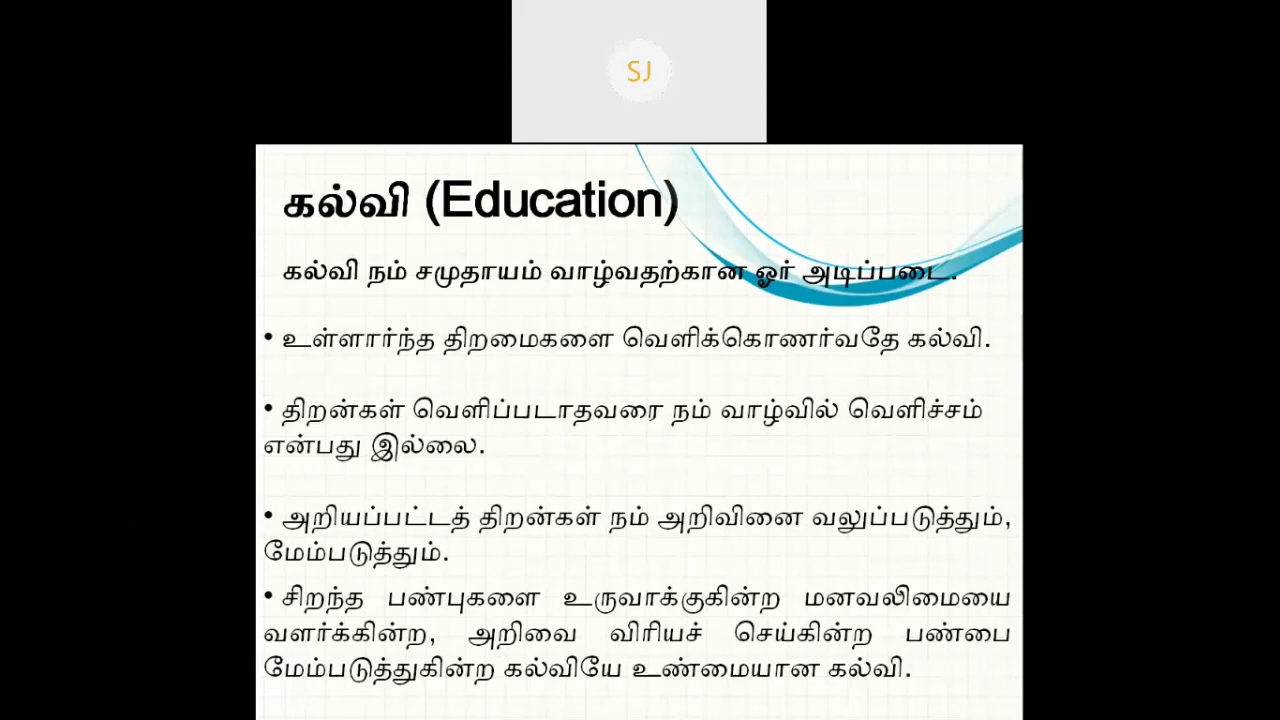 SJ
கல்வி (Education)
கல்வி நம் சமுதாயம் வாழ்வதற்கான ஓர் அடிப்படை.
• உள்ளார்ந்த திறமைகளை வெளிக்கொணர்வதே கல்வி.
• திறன்கள் வெளிப்படாதவரை நம் வாழ்வில் வெளிச்சம்
என்பது இல்லை.
• அறியப்பட்டத் திறன்கள் நம் அறிவினை வலுப்படுத்தும்,
மேம்படுத்தும்.
• சிறந்த பண்புகளை உருவாக்குகின்ற மனவலிமையை
வளர்க்கின்ற, அறிவை விரியச் செய்கின்ற பண்பை
மேம்படுத்துகின்ற கல்வியே உண்மையான கல்வி.